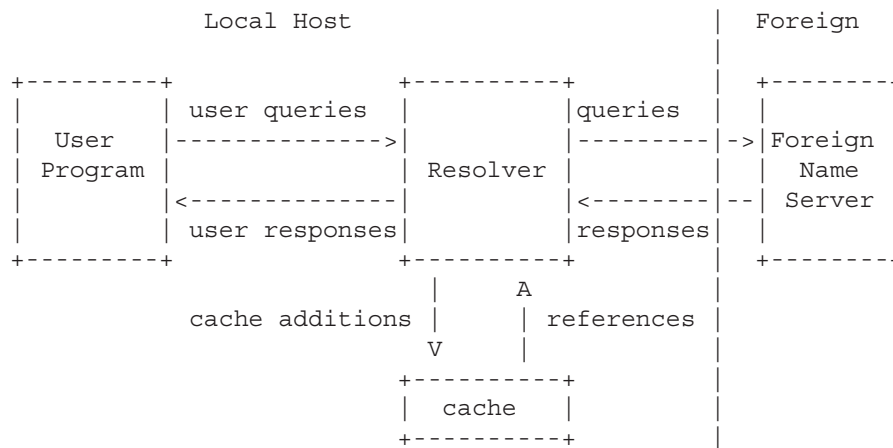 Local Host | Foreign
|
+---------+ +----------+ | +--------
| | user queries | |queries | |
| User |-------------->| |---------|->|Foreign
| Program | | Resolver | | | Name
| |<--------------| |<--------|--| Server
| | user responses| |responses| |
+---------+ +----------+ | +--------
| A |
cache additions | | references |
V | |
+----------+ |
| cache | |
+----------+ |